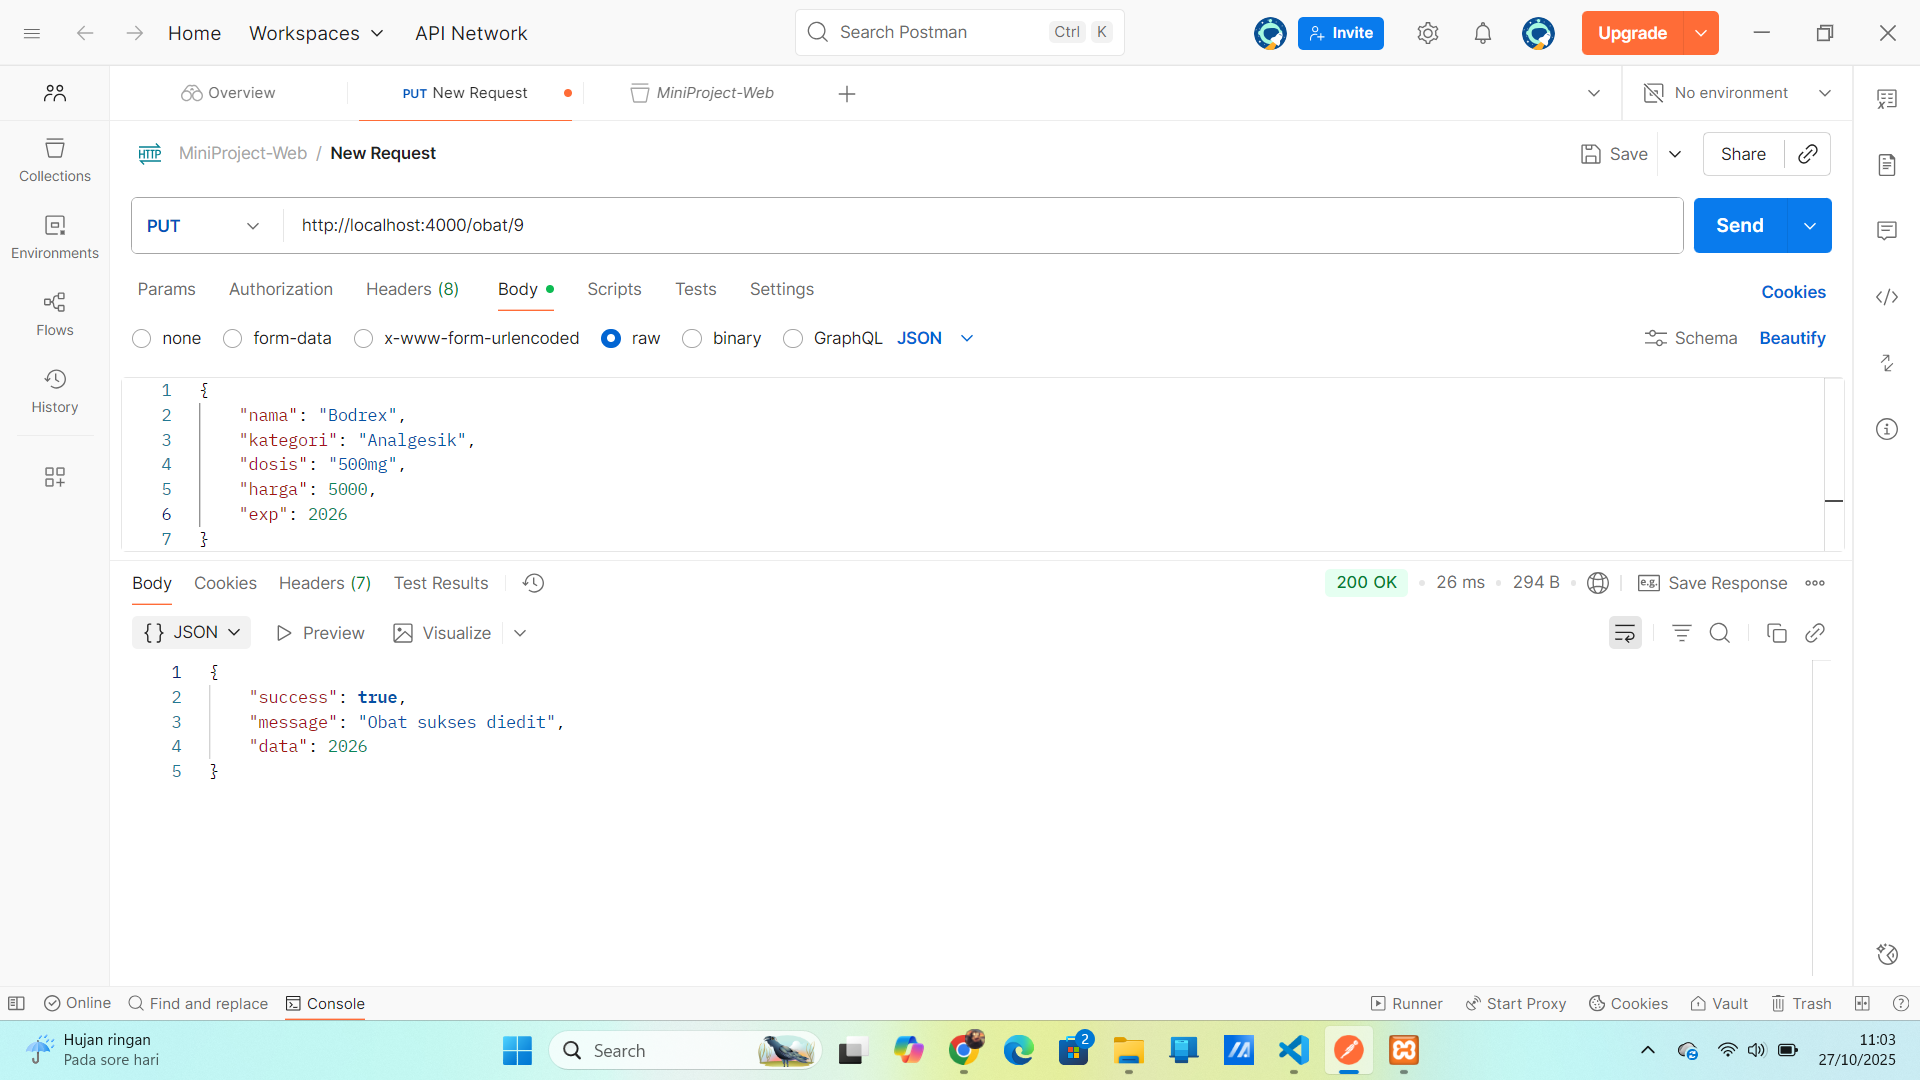 Home
Workspaces
API Network
Search Postman
Ctrl
K
Invite
Upgrade
Overview
PUT New Request
MiniProject-Web
No environment
MiniProject-Web / New Request
Save
Share
PUT
http://localhost:4000/obat/9
Send
Params
Authorization
Headers (8)
Body
Scripts
Tests
Settings
Cookies
none
form-data
x-www-form-urlencoded
raw
binary
GraphQL
JSON
Schema
Beautify
1 {
2 "nama": "Bodrex",
3 "kategori": "Analgesik",
4 "dosis": "500mg",
5 "harga": 5000,
6 "exp": 2026
7 }
Body
Cookies
Headers (7)
Test Results
200 OK
26 ms
294 B
e.g.
Save Response
{} JSON
Preview
Visualize
1 {
2 "success": true,
3 "message": "Obat sukses diedit",
4 "data": 2026
5 }
Collections
Environments
Flows
History
Online
Find and replace
Console
Runner
Start Proxy
Cookies
Vault
Trash
Hujan ringan
Pada sore hari
Search
2
11:03
27/10/2025